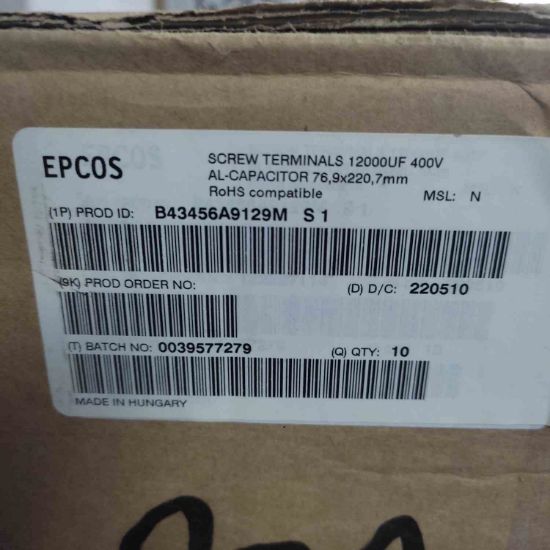 EPCOS
SCREW TERMINALS 12000UF 400V
AL-CAPACITOR 76,9x220,7mm
RoHS compatible MSL: N
(1P) PROD ID: B43456A9129M S 1
(9K) PROD ORDER NO: (D) D/C: 220510
(T) BATCH NO: 0039577279 (Q) QTY: 10
MADE IN HUNGARY